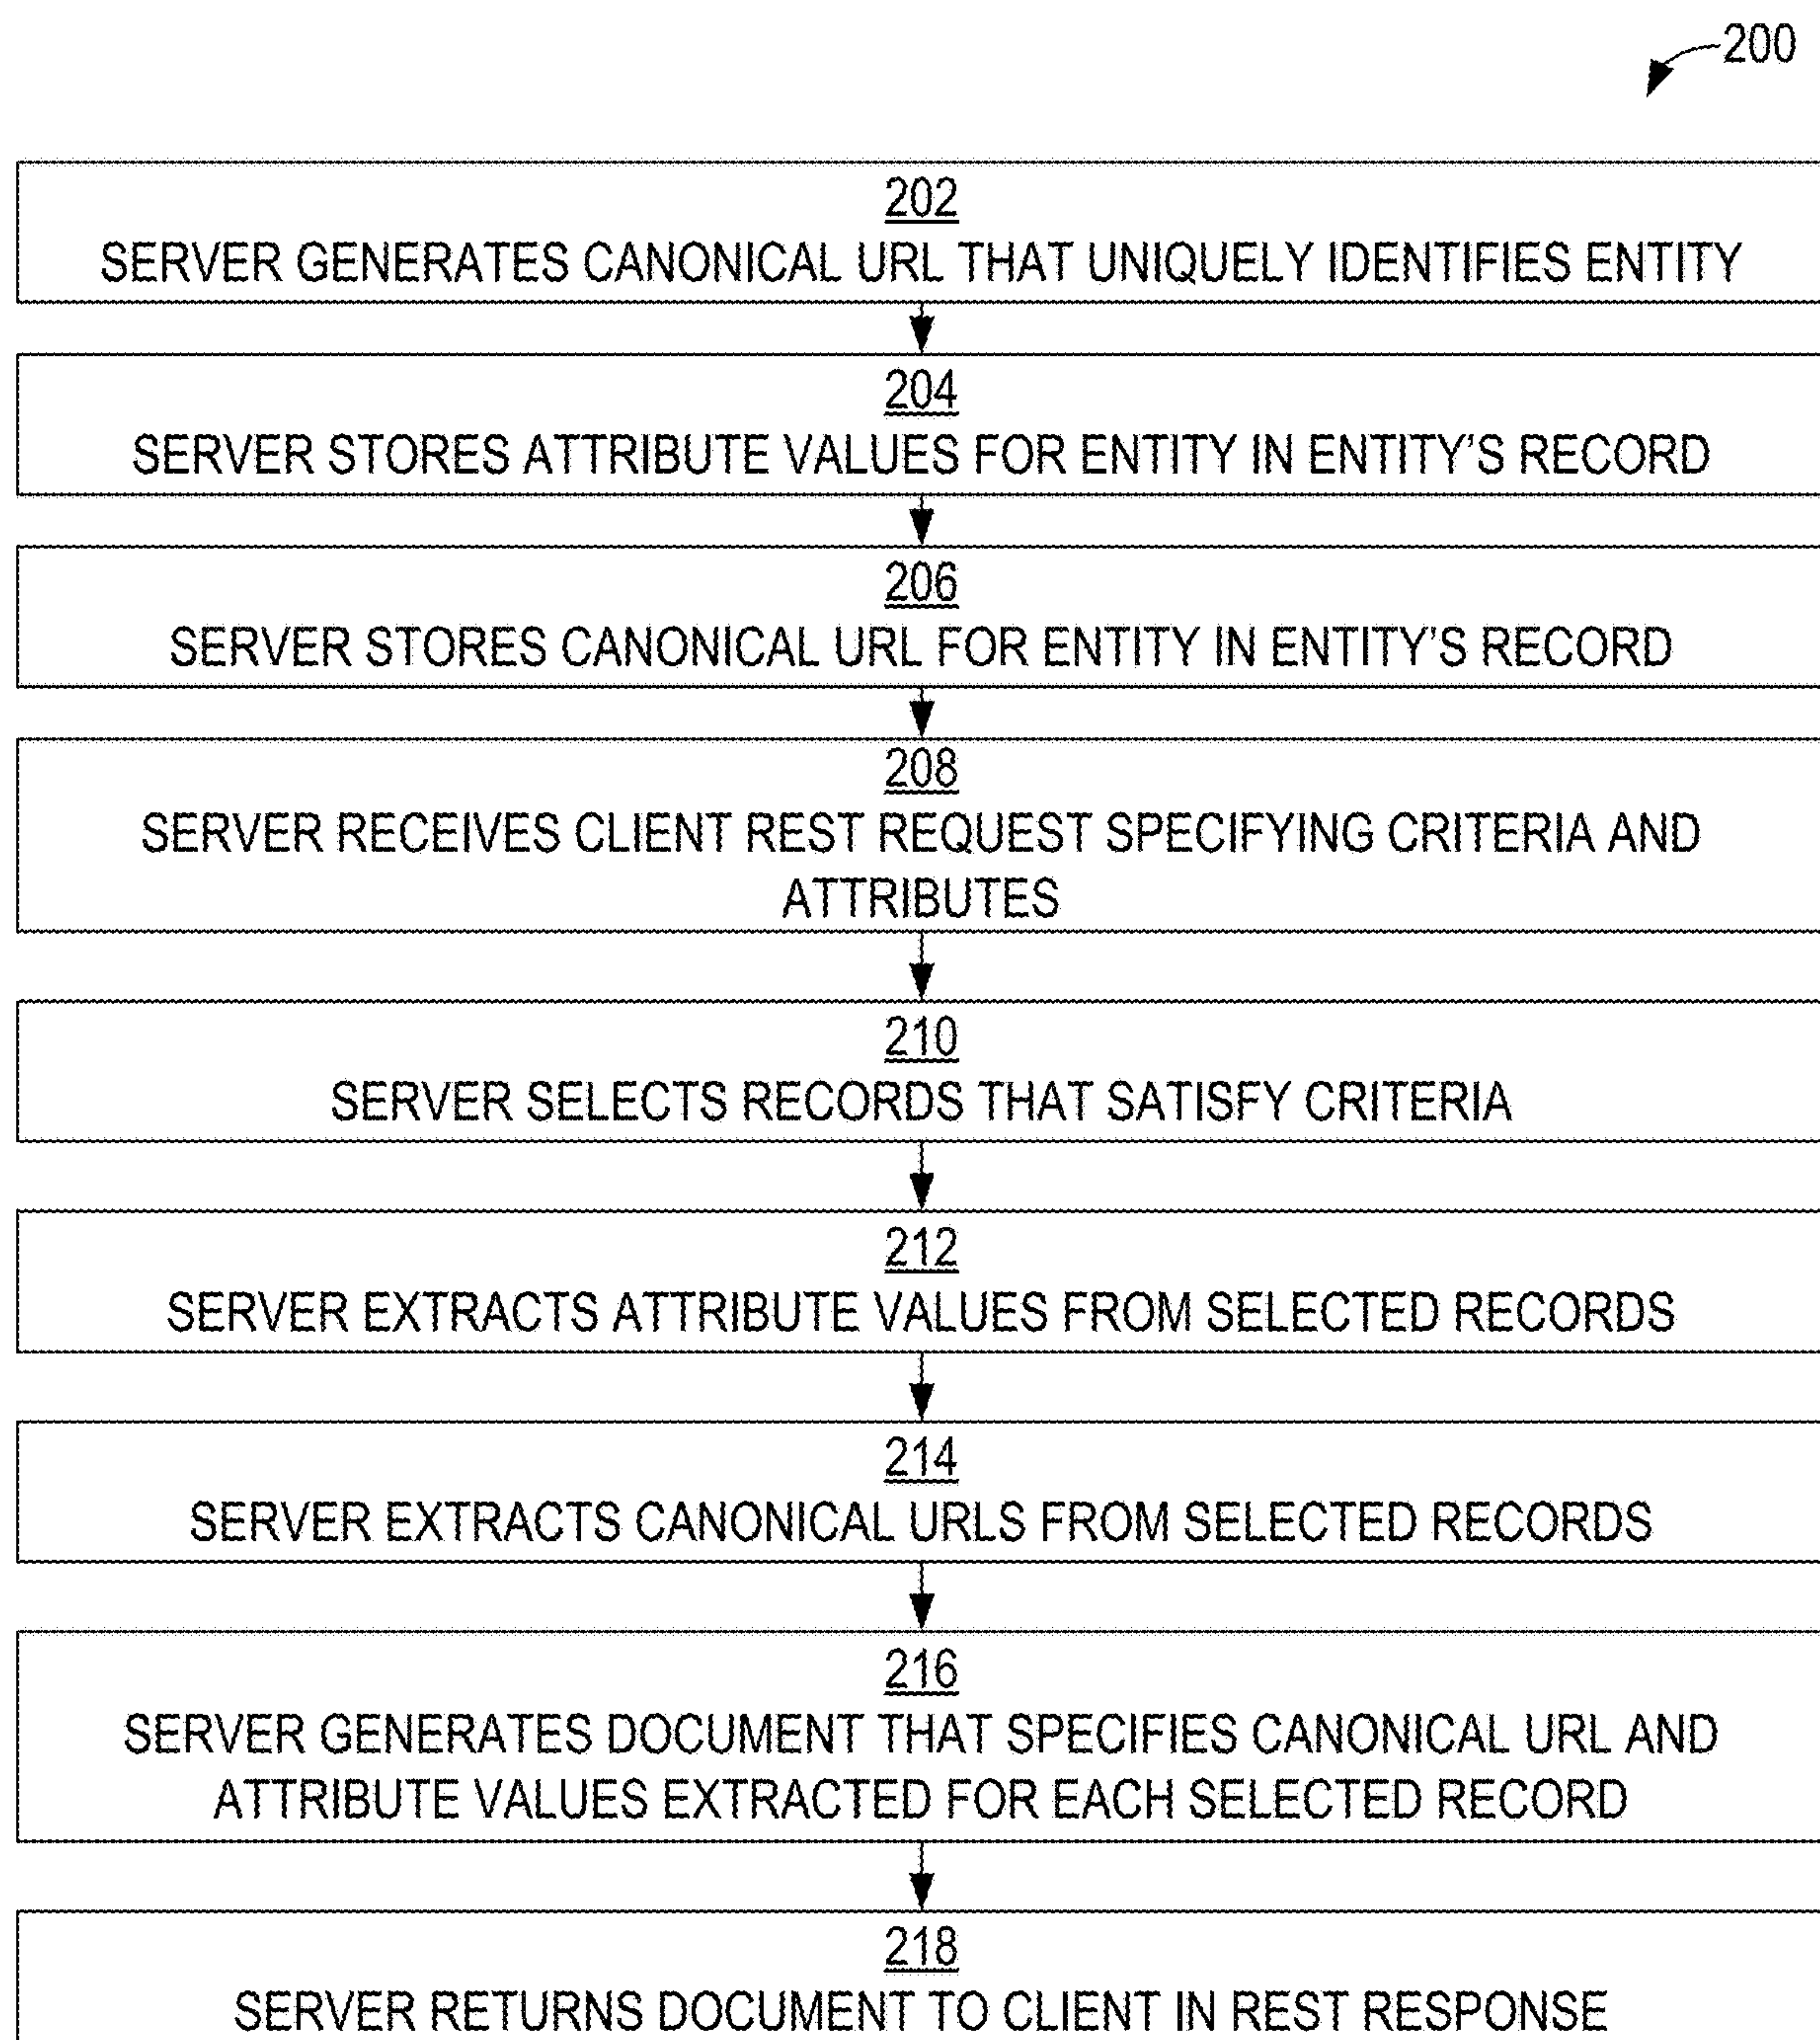 200
202
SERVER GENERATES CANONICAL URL THAT UNIQUELY IDENTIFIES ENTITY
204
SERVER STORES ATTRIBUTE VALUES FOR ENTITY IN ENTITY'S RECORD
206
SERVER STORES CANONICAL URL FOR ENTITY IN ENTITY'S RECORD
208
SERVER RECEIVES CLIENT REST REQUEST SPECIFYING CRITERIA AND
ATTRIBUTES
210
SERVER SELECTS RECORDS THAT SATISFY CRITERIA
212
SERVER EXTRACTS ATTRIBUTE VALUES FROM SELECTED RECORDS
214
SERVER EXTRACTS CANONICAL URLS FROM SELECTED RECORDS
216
SERVER GENERATES DOCUMENT THAT SPECIFIES CANONICAL URL AND
ATTRIBUTE VALUES EXTRACTED FOR EACH SELECTED RECORD
218
SERVER RETURNS DOCUMENT TO CLIENT IN REST RESPONSE